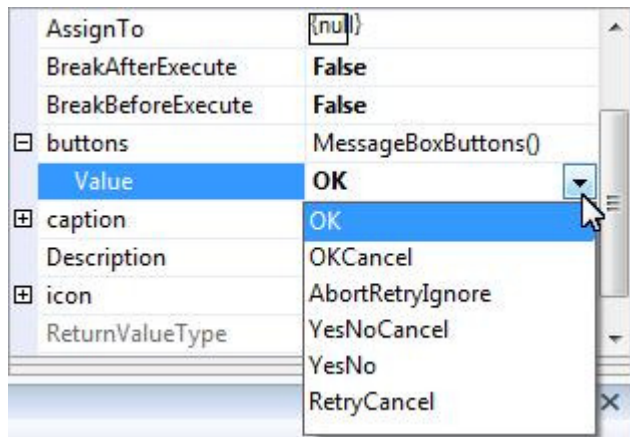 AssignTo {null}
BreakAfterExecute False
BreakBeforeExecute False
buttons MessageBoxButtons()
Value OK
caption OK
Description OKCancel
icon AbortRetryIgnore
ReturnValueType YesNoCancel
YesNo
RetryCancel